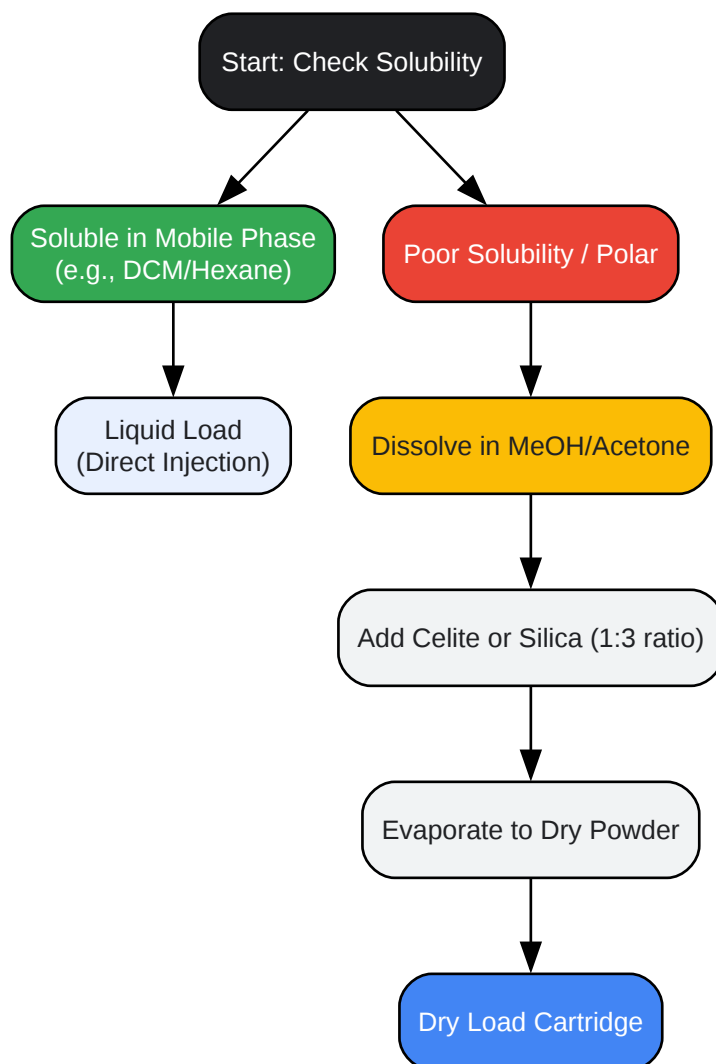 Start: Check Solubility
Soluble in Mobile Phase
(e.g., DCM/Hexane)
Poor Solubility / Polar
Liquid Load
(Direct Injection)
Dissolve in MeOH/Acetone
Add Celite or Silica (1:3 ratio)
Evaporate to Dry Powder
Dry Load Cartridge